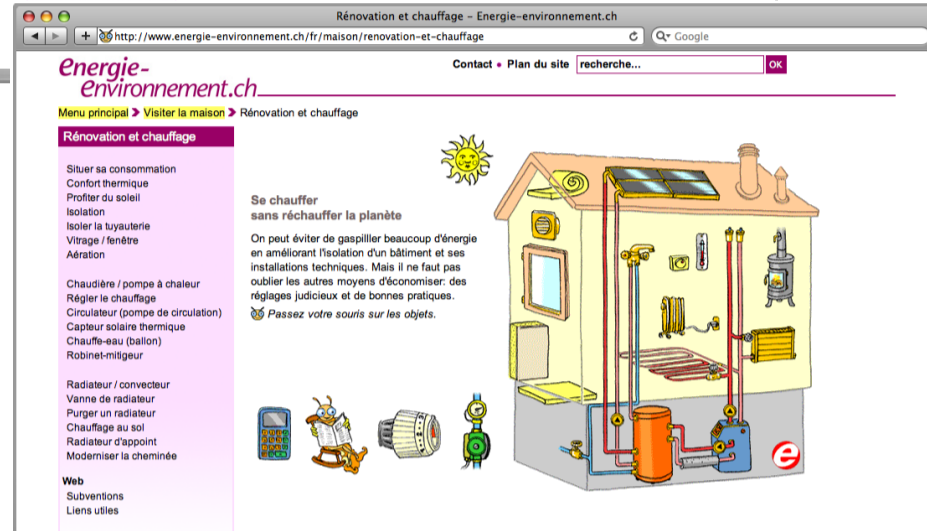 Rénovation et chauffage – Energie-environnement.ch
http://www.energie-environnement.ch/fr/maison/renovation-et-chauffage
Google
energie-
environnement.ch
Contact • Plan du site
recherche...
OK
Menu principal > Visiter la maison > Rénovation et chauffage
Rénovation et chauffage
Situer sa consommation
Confort thermique
Profiter du soleil
Isolation
Isoler la tuyauterie
Vitrage / fenêtre
Aération
Chaudière / pompe à chaleur
Régler le chauffage
Circulateur (pompe de circulation)
Capteur solaire thermique
Chauffe-eau (ballon)
Robinet-mitigeur
Radiateur / convecteur
Vanne de radiateur
Purger un radiateur
Chauffage au sol
Radiateur d'appoint
Moderniser la cheminée
Web
Subventions
Liens utiles
Se chauffer
sans réchauffer la planète
On peut éviter de gaspilller beaucoup d'énergie
en améliorant l'isolation d'un bâtiment et ses
installations techniques. Mais il ne faut pas
oublier les autres moyens d'économiser: des
réglages judicieux et de bonnes pratiques.
Passez votre souris sur les objets.
e